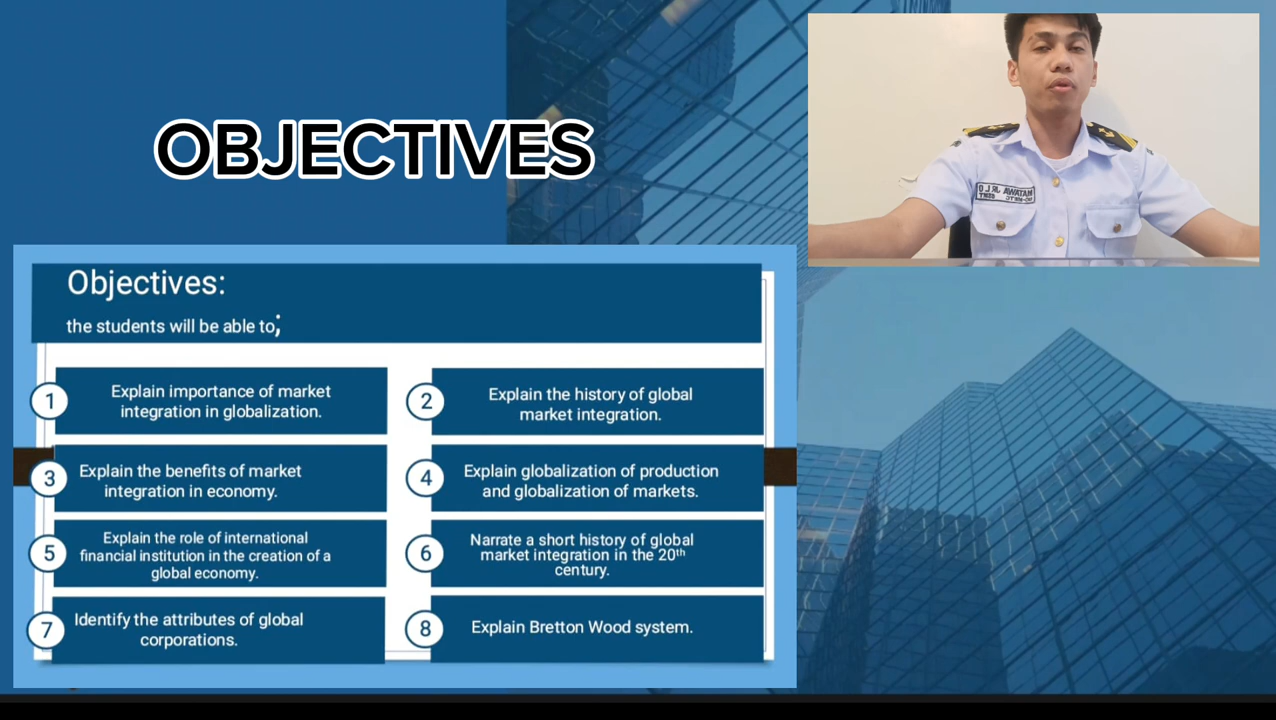 OBJECTIVES
Objectives:
the students will be able to;
1
Explain importance of market
integration in globalization.
2
Explain the history of global
market integration.
3
Explain the benefits of market
integration in economy.
4
Explain globalization of production
and globalization of markets.
5
Explain the role of international
financial institution in the creation of a
global economy.
6
Narrate a short history of global
market integration in the 20th
century.
7
Identify the attributes of global
corporations.
8
Explain Bretton Wood system.
MATAWA JR. L.O